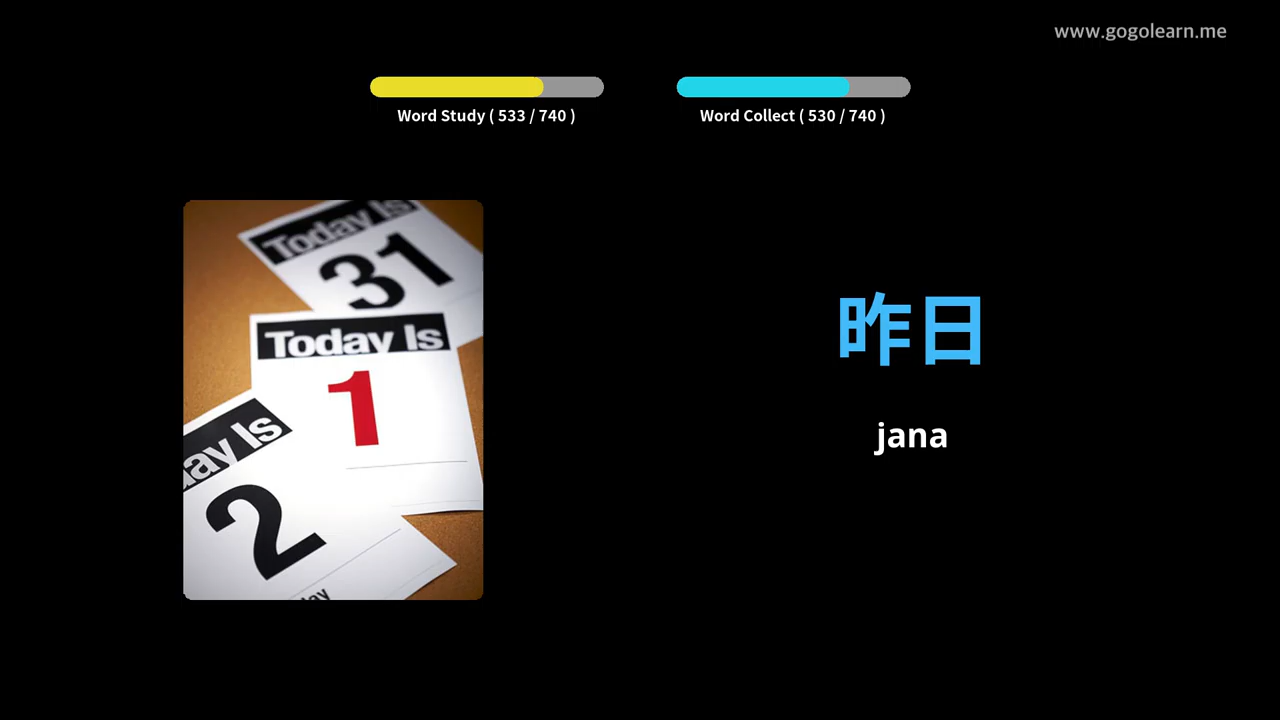 www.gogolearn.me
Word Study ( 533 / 740 )
Word Collect ( 530 / 740 )
Today Is
31
Today Is
1
ay Is
2
昨日
jana